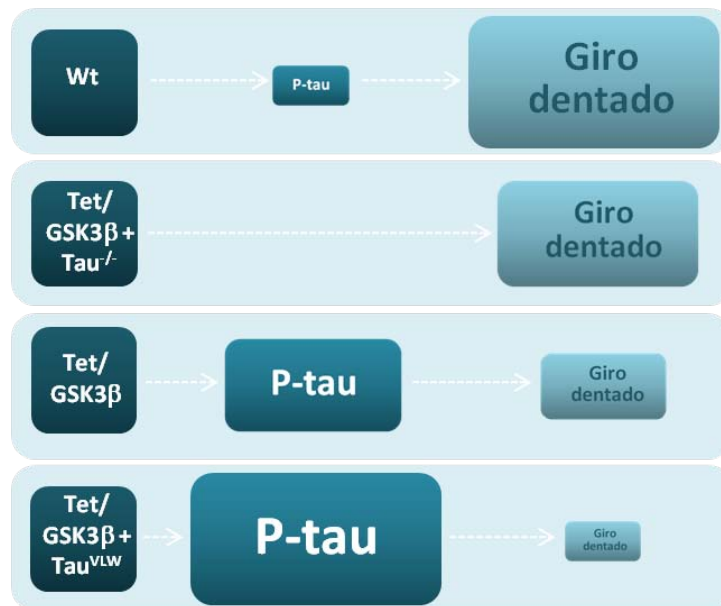 Wt
P-tau
Giro
dentado
Tet/
GSK3β +
Tau-/-
Giro
dentado
Tet/
GSK3β
P-tau
Giro
dentado
Tet/
GSK3β +
TauVLW
P-tau
Giro
dentado